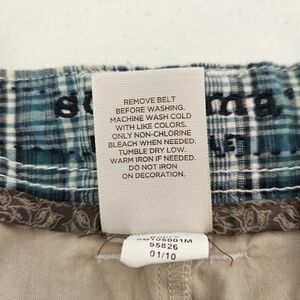 REMOVE BELT
BEFORE WASHING.
MACHINE WASH COLD
WITH LIKE COLORS.
ONLY NON-CHLORINE
BLEACH WHEN NEEDED.
TUMBLE DRY LOW.
WARM IRON IF NEEDED.
DO NOT IRON
ON DECORATION.
95826
01/10